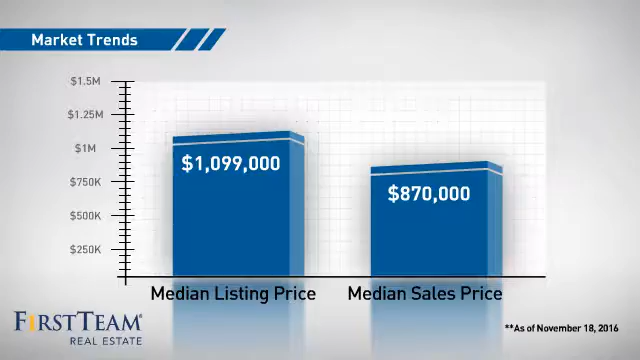 Market Trends
$1.5M
$1.25M
$1M
$750K
$500K
$250K
$1,099,000
$870,000
Median Listing Price
Median Sales Price
FIRSTTEAM®
REAL ESTATE
**As of November 18, 2016